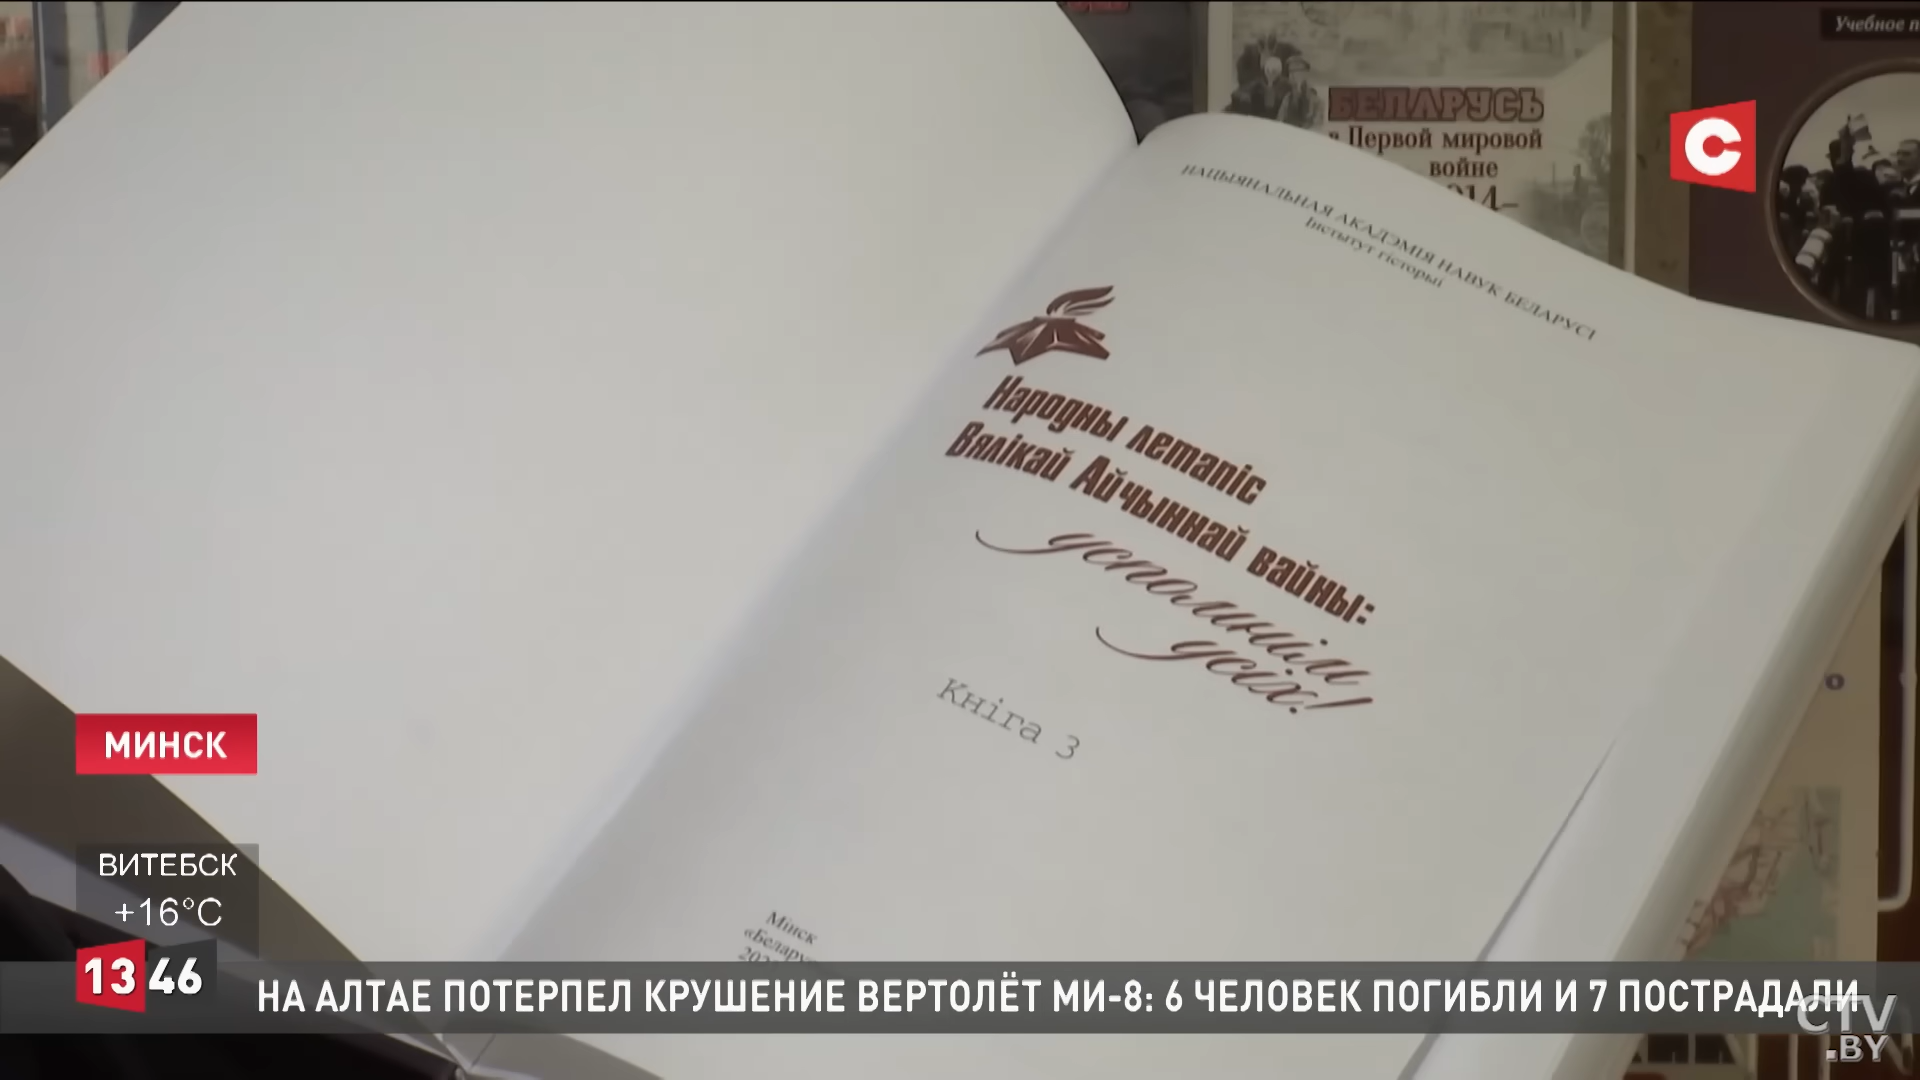 Учебное п
БЕЛАРУСЬ
в Первой мировой
войне
НАЦЫЯНАЛЬНАЯ АКАДЭМІЯ НАВУК БЕЛАРУСІ
Інстытут гісторыі
Народны летапіс
Вялікай Айчыннай вайны:
успомнім
усіх!
Кніга 3
Мінск
«Белару
МИНСК
ВИТЕБСК
+16°C
13 46
НА АЛТАЕ ПОТЕРПЕЛ КРУШЕНИЕ ВЕРТОЛЁТ МИ-8: 6 ЧЕЛОВЕК ПОГИБЛИ И 7 ПОСТРАДАЛИ
CTV
.BY